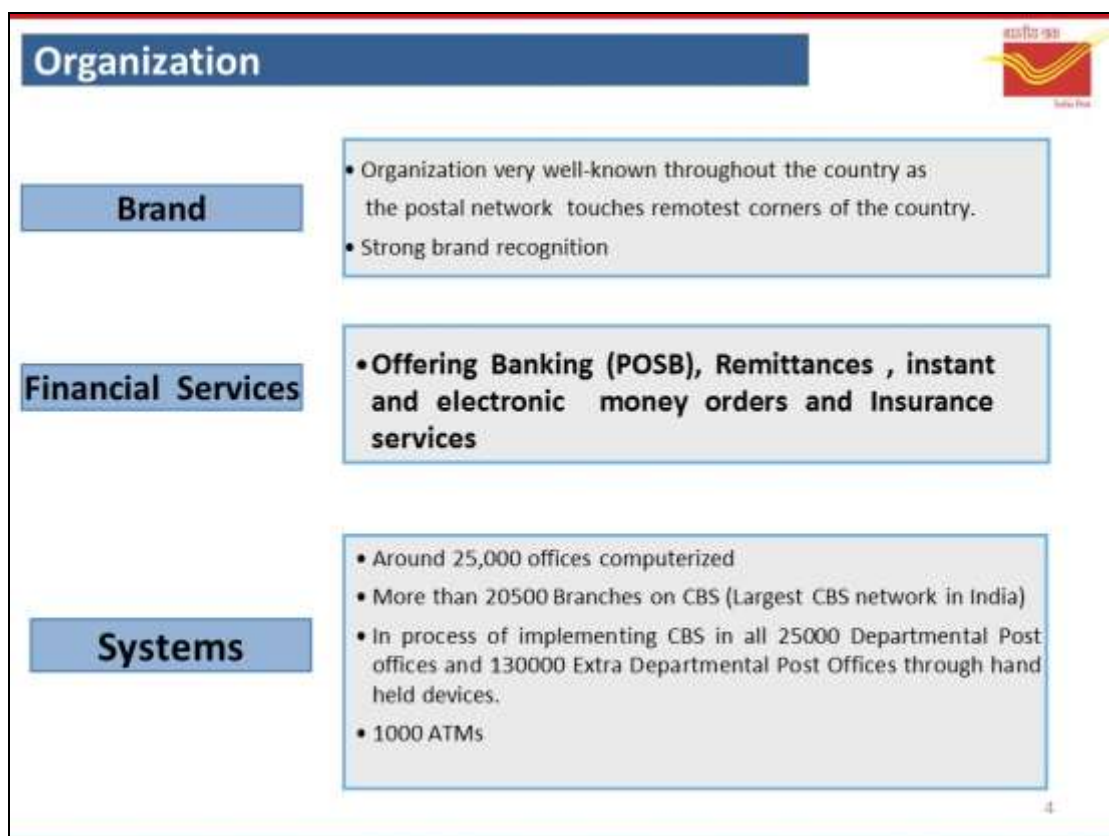 Organization
भारतीय डाक
India Post
Brand
• Organization very well-known throughout the country as
the postal network touches remotest corners of the country.
• Strong brand recognition
Financial Services
• Offering Banking (POSB), Remittances , instant
and electronic money orders and Insurance
services
Systems
• Around 25,000 offices computerized
• More than 20500 Branches on CBS (Largest CBS network in India)
• In process of implementing CBS in all 25000 Departmental Post
offices and 130000 Extra Departmental Post Offices through hand
held devices.
• 1000 ATMs
4